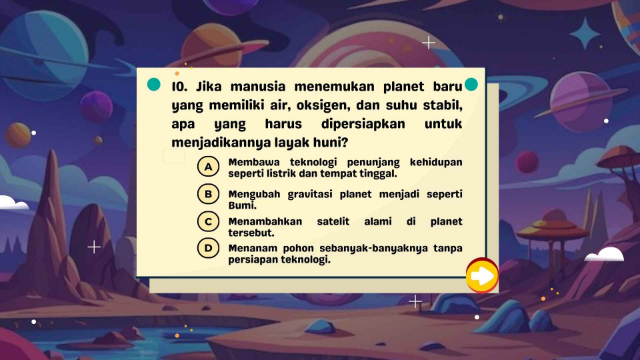 10. Jika manusia menemukan planet baru
yang memiliki air, oksigen, dan suhu stabil,
apa yang harus dipersiapkan untuk
menjadikannya layak huni?
A Membawa teknologi penunjang kehidupan
seperti listrik dan tempat tinggal.
B Mengubah gravitasi planet menjadi seperti
Bumi.
C Menambahkan satelit alami di planet
tersebut.
D Menanam pohon sebanyak-banyaknya tanpa
persiapan teknologi.